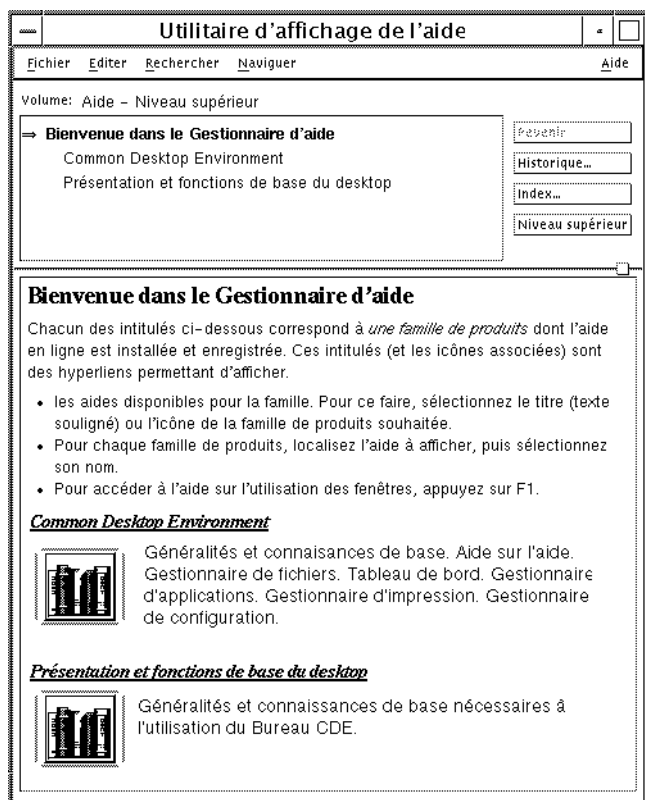 Utilitaire d'affichage de l'aide
Fichier Editer Rechercher Naviguer Aide
Volume: Aide – Niveau supérieur
⇒ Bienvenue dans le Gestionnaire d'aide
Common Desktop Environment
Présentation et fonctions de base du desktop
Revenir
Historique...
Index...
Niveau supérieur
Bienvenue dans le Gestionnaire d'aide
Chacun des intitulés ci-dessous correspond à une famille de produits dont l'aide
en ligne est installée et enregistrée. Ces intitulés (et les icônes associées) sont
des hyperliens permettant d'afficher.
• les aides disponibles pour la famille. Pour ce faire, sélectionnez le titre (texte
souligné) ou l'icône de la famille de produits souhaitée.
• Pour chaque famille de produits, localisez l'aide à afficher, puis sélectionnez
son nom.
• Pour accéder à l'aide sur l'utilisation des fenêtres, appuyez sur F1.
Common Desktop Environment
Généralités et connaisances de base. Aide sur l'aide.
Gestionnaire de fichiers. Tableau de bord. Gestionnaire
d'applications. Gestionnaire d'impression. Gestionnaire
de configuration.
Présentation et fonctions de base du desktop
Généralités et connaissances de base nécessaires à
l'utilisation du Bureau CDE.